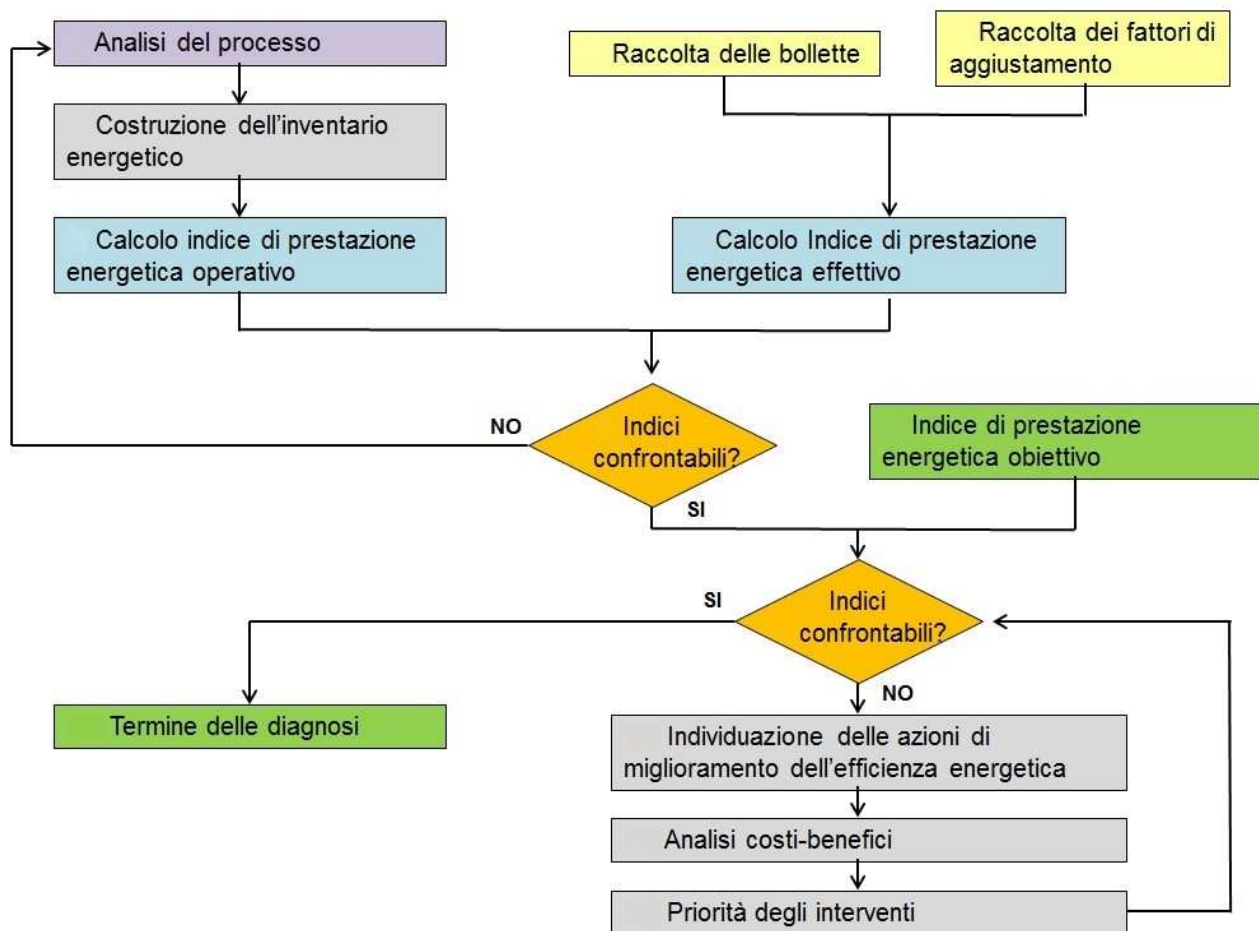 Analisi del processo
Raccolta delle bollette
Raccolta dei fattori di
aggiustamento
Costruzione dell'inventario
energetico
Calcolo indice di prestazione
energetica operativo
Calcolo Indice di prestazione
energetica effettivo
NO
Indici
confrontabili?
SI
Indice di prestazione
energetica obiettivo
SI
Indici
confrontabili?
NO
Termine delle diagnosi
Individuazione delle azioni di
miglioramento dell'efficienza energetica
Analisi costi-benefici
Priorità degli interventi